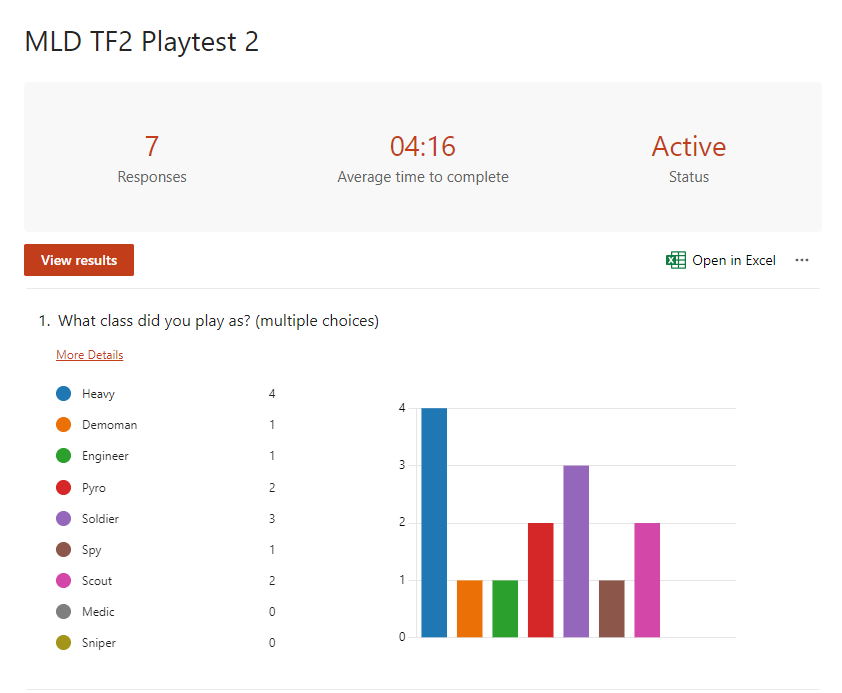 MLD TF2 Playtest 2
7
Responses
04:16
Average time to complete
Active
Status
View results
Open in Excel
1. What class did you play as? (multiple choices)
More Details
Heavy 4
Demoman 1
Engineer 1
Pyro 2
Soldier 3
Spy 1
Scout 2
Medic 0
Sniper 0
4
3
2
1
0